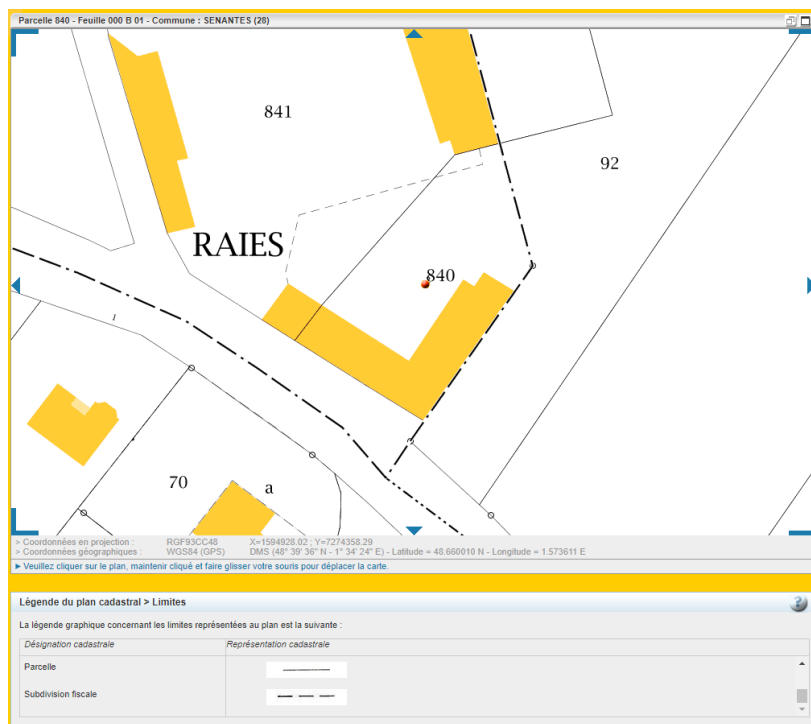 Parcelle 840 - Feuille 000 B 01 - Commune : SENANTES (28)
841
92
RAIES
840
1
70
a
> Coordonnées en projection : RGF93CC48 X=1594928.02 ; Y=7274358.29
> Coordonnées géographiques : WGS84 (GPS) DMS (48° 39' 36" N - 1° 34' 24" E) - Latitude = 48.660010 N - Longitude = 1.573611 E
► Veuillez cliquer sur le plan, maintenir cliqué et faire glisser votre souris pour déplacer la carte.
Légende du plan cadastral > Limites
?
La légende graphique concernant les limites représentées au plan est la suivante :
Désignation cadastrale Représentation cadastrale
Parcelle
Subdivision fiscale